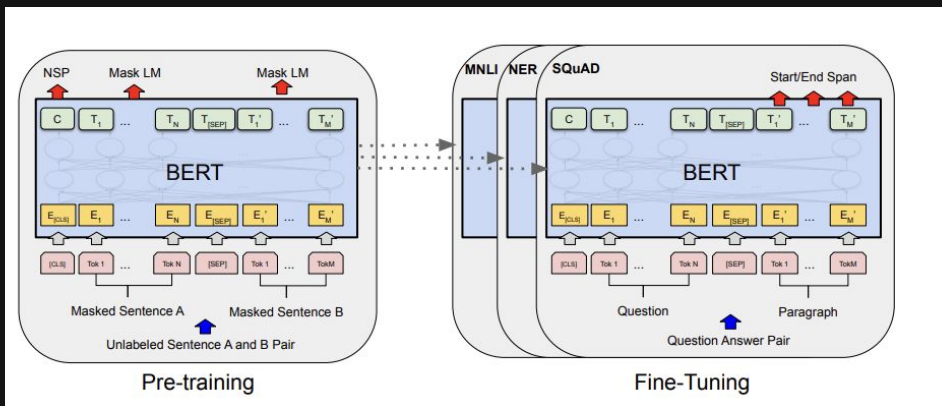 NSP Mask LM Mask LM
C T1 ... TN T[SEP] T1' ... TM'
BERT
E[CLS] E1 ... EN E[SEP] E1' ... EM'
[CLS] Tok 1 ... Tok N [SEP] Tok 1 ... TokM
Masked Sentence A Masked Sentence B
Unlabeled Sentence A and B Pair
Pre-training
MNLI NER SQuAD
Start/End Span
C T1 ... TN T[SEP] T1' ... TM'
BERT
E[CLS] E1 ... EN E[SEP] E1' ... EM'
[CLS] Tok 1 ... Tok N [SEP] Tok 1 ... TokM
Question Paragraph
Question Answer Pair
Fine-Tuning